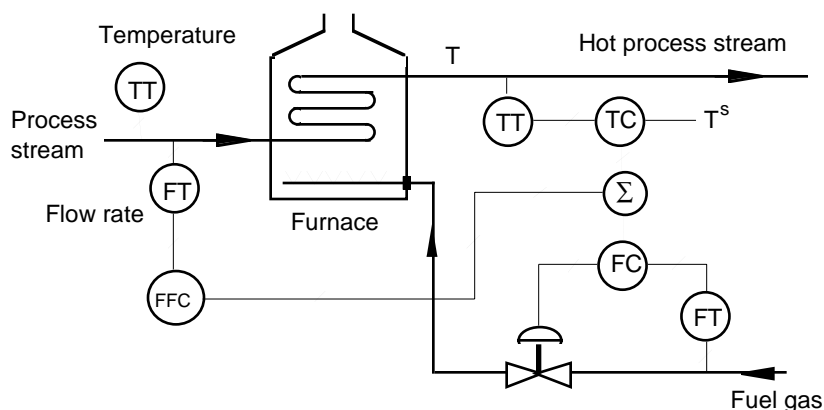 Temperature
Hot process stream
T
TT
Process
stream
TT
TC
T^s
FT
Σ
Flow rate
Furnace
FC
FFC
FT
Fuel gas